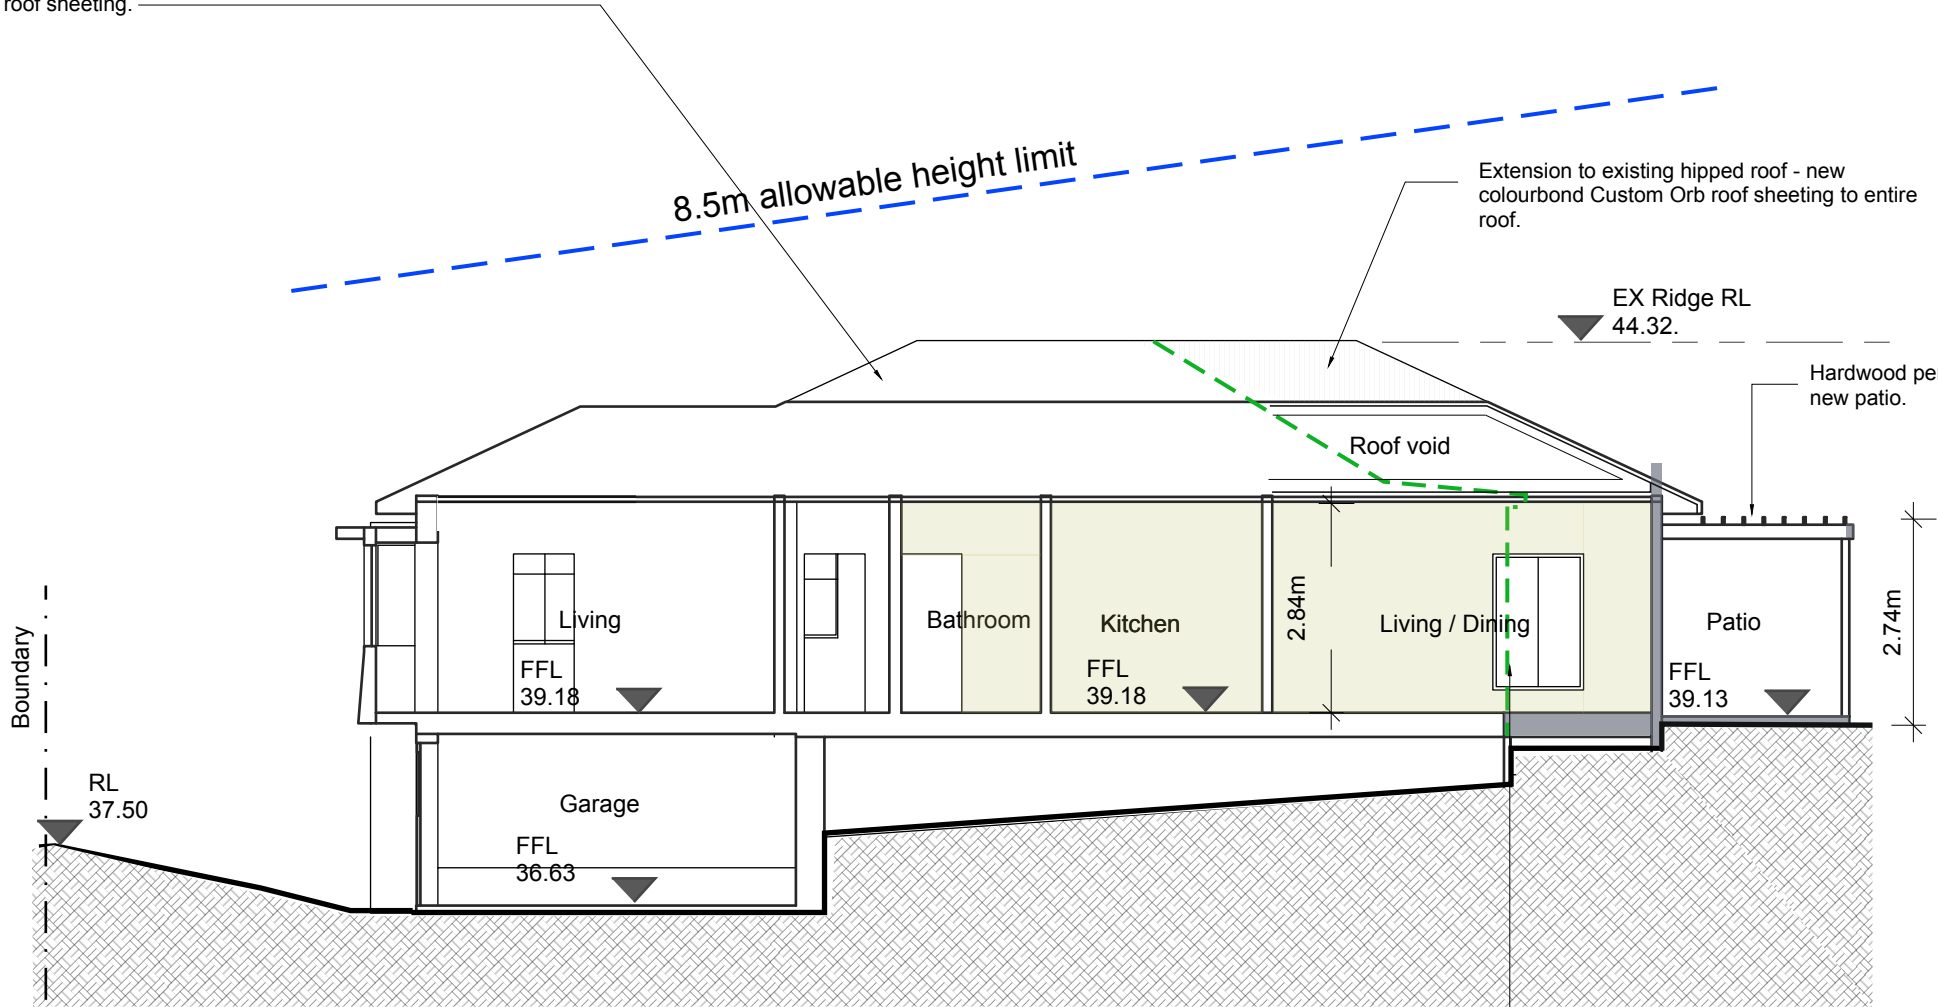 roof sheeting.
8.5m allowable height limit
Extension to existing hipped roof - new
colourbond Custom Orb roof sheeting to entire
roof.
EX Ridge RL
44.32.
Hardwood
new patio.
Roof void
Living
FFL
39.18
Bathroom
Kitchen
FFL
39.18
2.84m
Living / Dining
Patio
FFL
39.13
2.74m
Boundary
RL
37.50
Garage
FFL
36.63